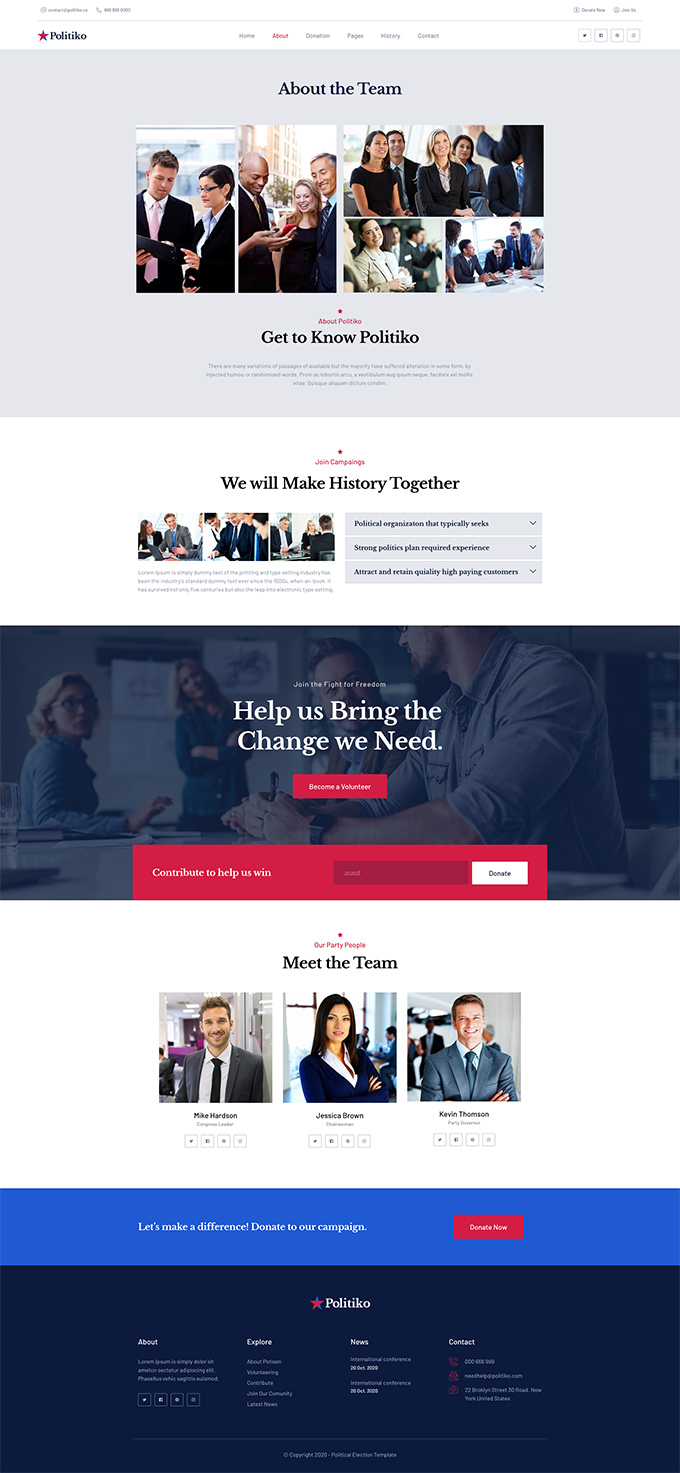 contact@politike.co 888 999 0000 Donate Now Join Us
Politiko Home About Donation Pages History Contact
About the Team
About Politiko
Get to Know Politiko
There are many variations of passages of available but the majority have suffered alteration in some form, by
injected humou or randomised words. Proin ac lobortis arcu, a vestibulum aug ipsum neque, facilisis vel mollis
vitae. Quisque aliquam dictum condim.
Join Campaings
We will Make History Together
Political organizaton that typically seeks
Strong politics plan required experience
Attract and retain quiality high paying customers
Lorem Ipsum is simply dummy text of the printing and type setting industry has
been the industry's standard dummy text ever since the 1500s, when an book. It
has survived not only five centuries but also the leap into electronic type setting.
Join the Fight for Freedom
Help us Bring the
Change we Need.
Become a Volunteer
Contribute to help us win
asasd
Donate
Our Party People
Meet the Team
Mike Hardson
Congress Leader
Jessica Brown
Chairwoman
Kevin Thomson
Party Governor
Let's make a difference! Donate to our campaign.
Donate Now
Politiko
About
Lorem ipsum is simply dolor sit
ametcn sectetur adipiscing elit.
Phasellus vehic sagittis euismod.
Explore
About Potisen
Volunteering
Contribute
Join Our Comunity
Latest News
News
International conference
20 Oct. 2020
International conference
20 Oct. 2020
Contact
000 666 999
needhelp@politiko.com
22 Broklyn Street 30 Road. New
York United States
© Copyright 2020 - Political Election Template